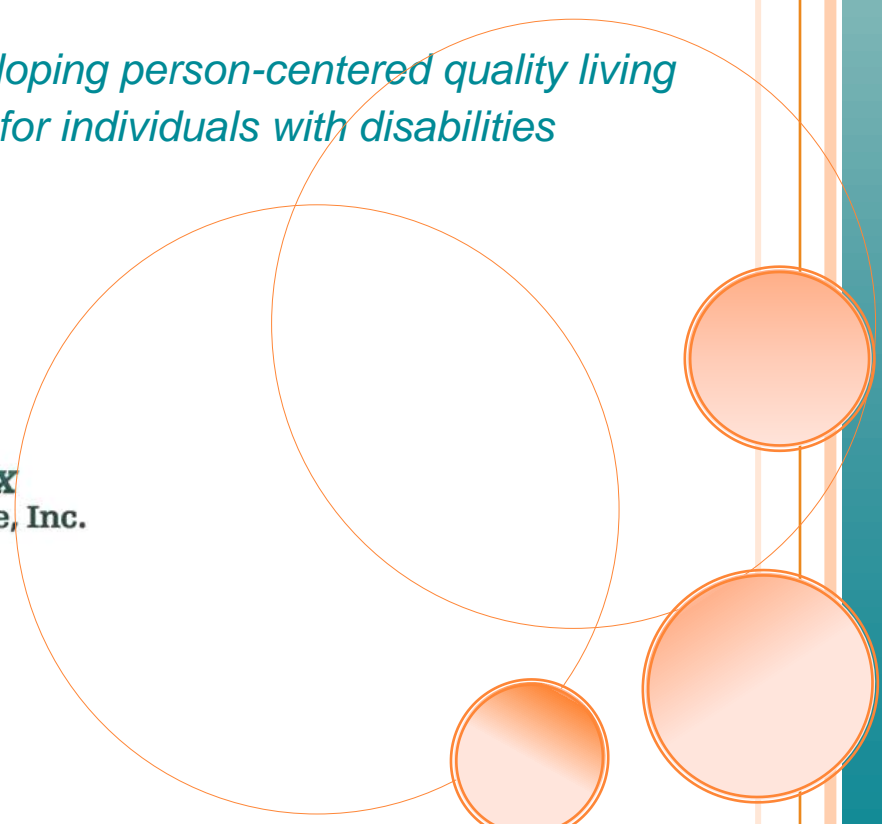 loping person-centered quality living
for individuals with disabilities
x
e, Inc.